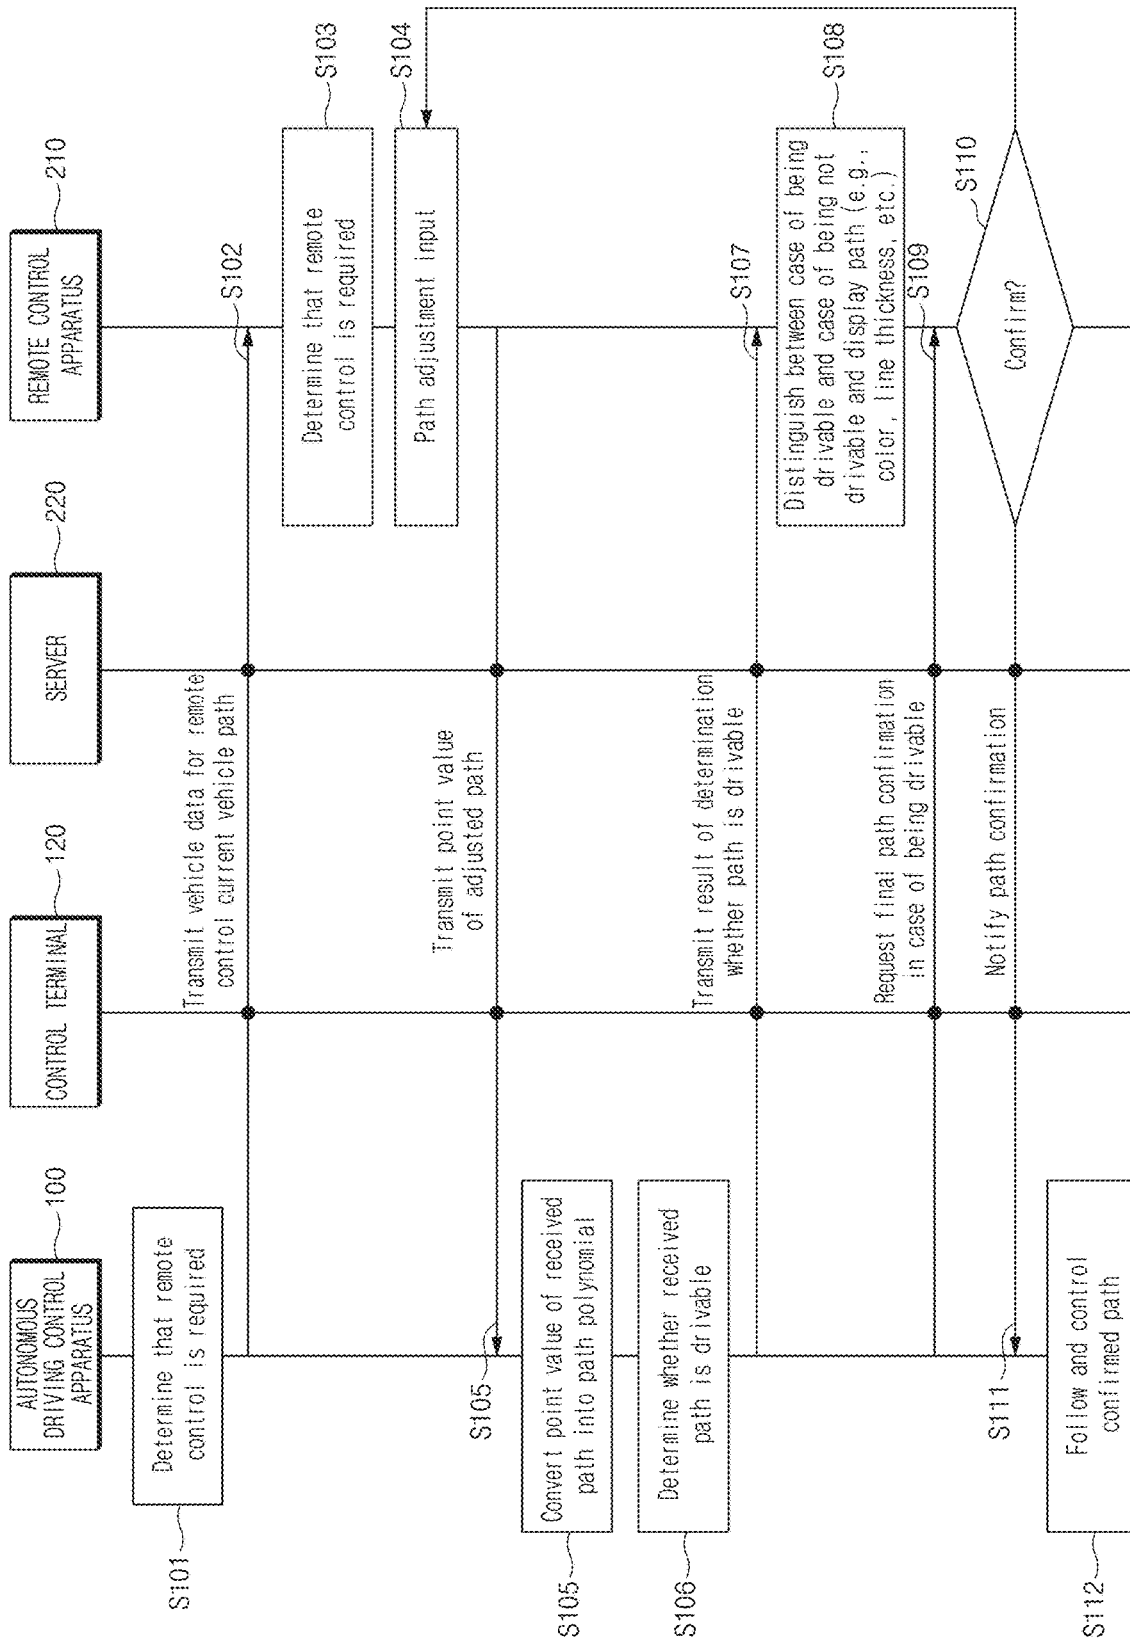 AUTONOMOUS
DRIVING CONTROL
APPARATUS
100
CONTROL TERMINAL
120
SERVER
220
REMOTE CONTROL
APPARATUS
210
Determine that remote
control is required
S101
Transmit vehicle data for remote
control current vehicle path
S102
Determine that remote
control is required
S103
Path adjustment input
S104
Transmit point value
of adjusted path
S105
Convert point value of received
path into path polynomial
S105
Determine whether received
path is drivable
S106
Transmit result of determination
whether path is drivable
S107
Distinguish between case of being
drivable and case of being not
drivable and display path (e.g.,
color, line thickness, etc.)
S108
Request final path confirmation
in case of being drivable
S109
Confirm?
S110
Notify path confirmation
S111
Follow and control
confirmed path
S112